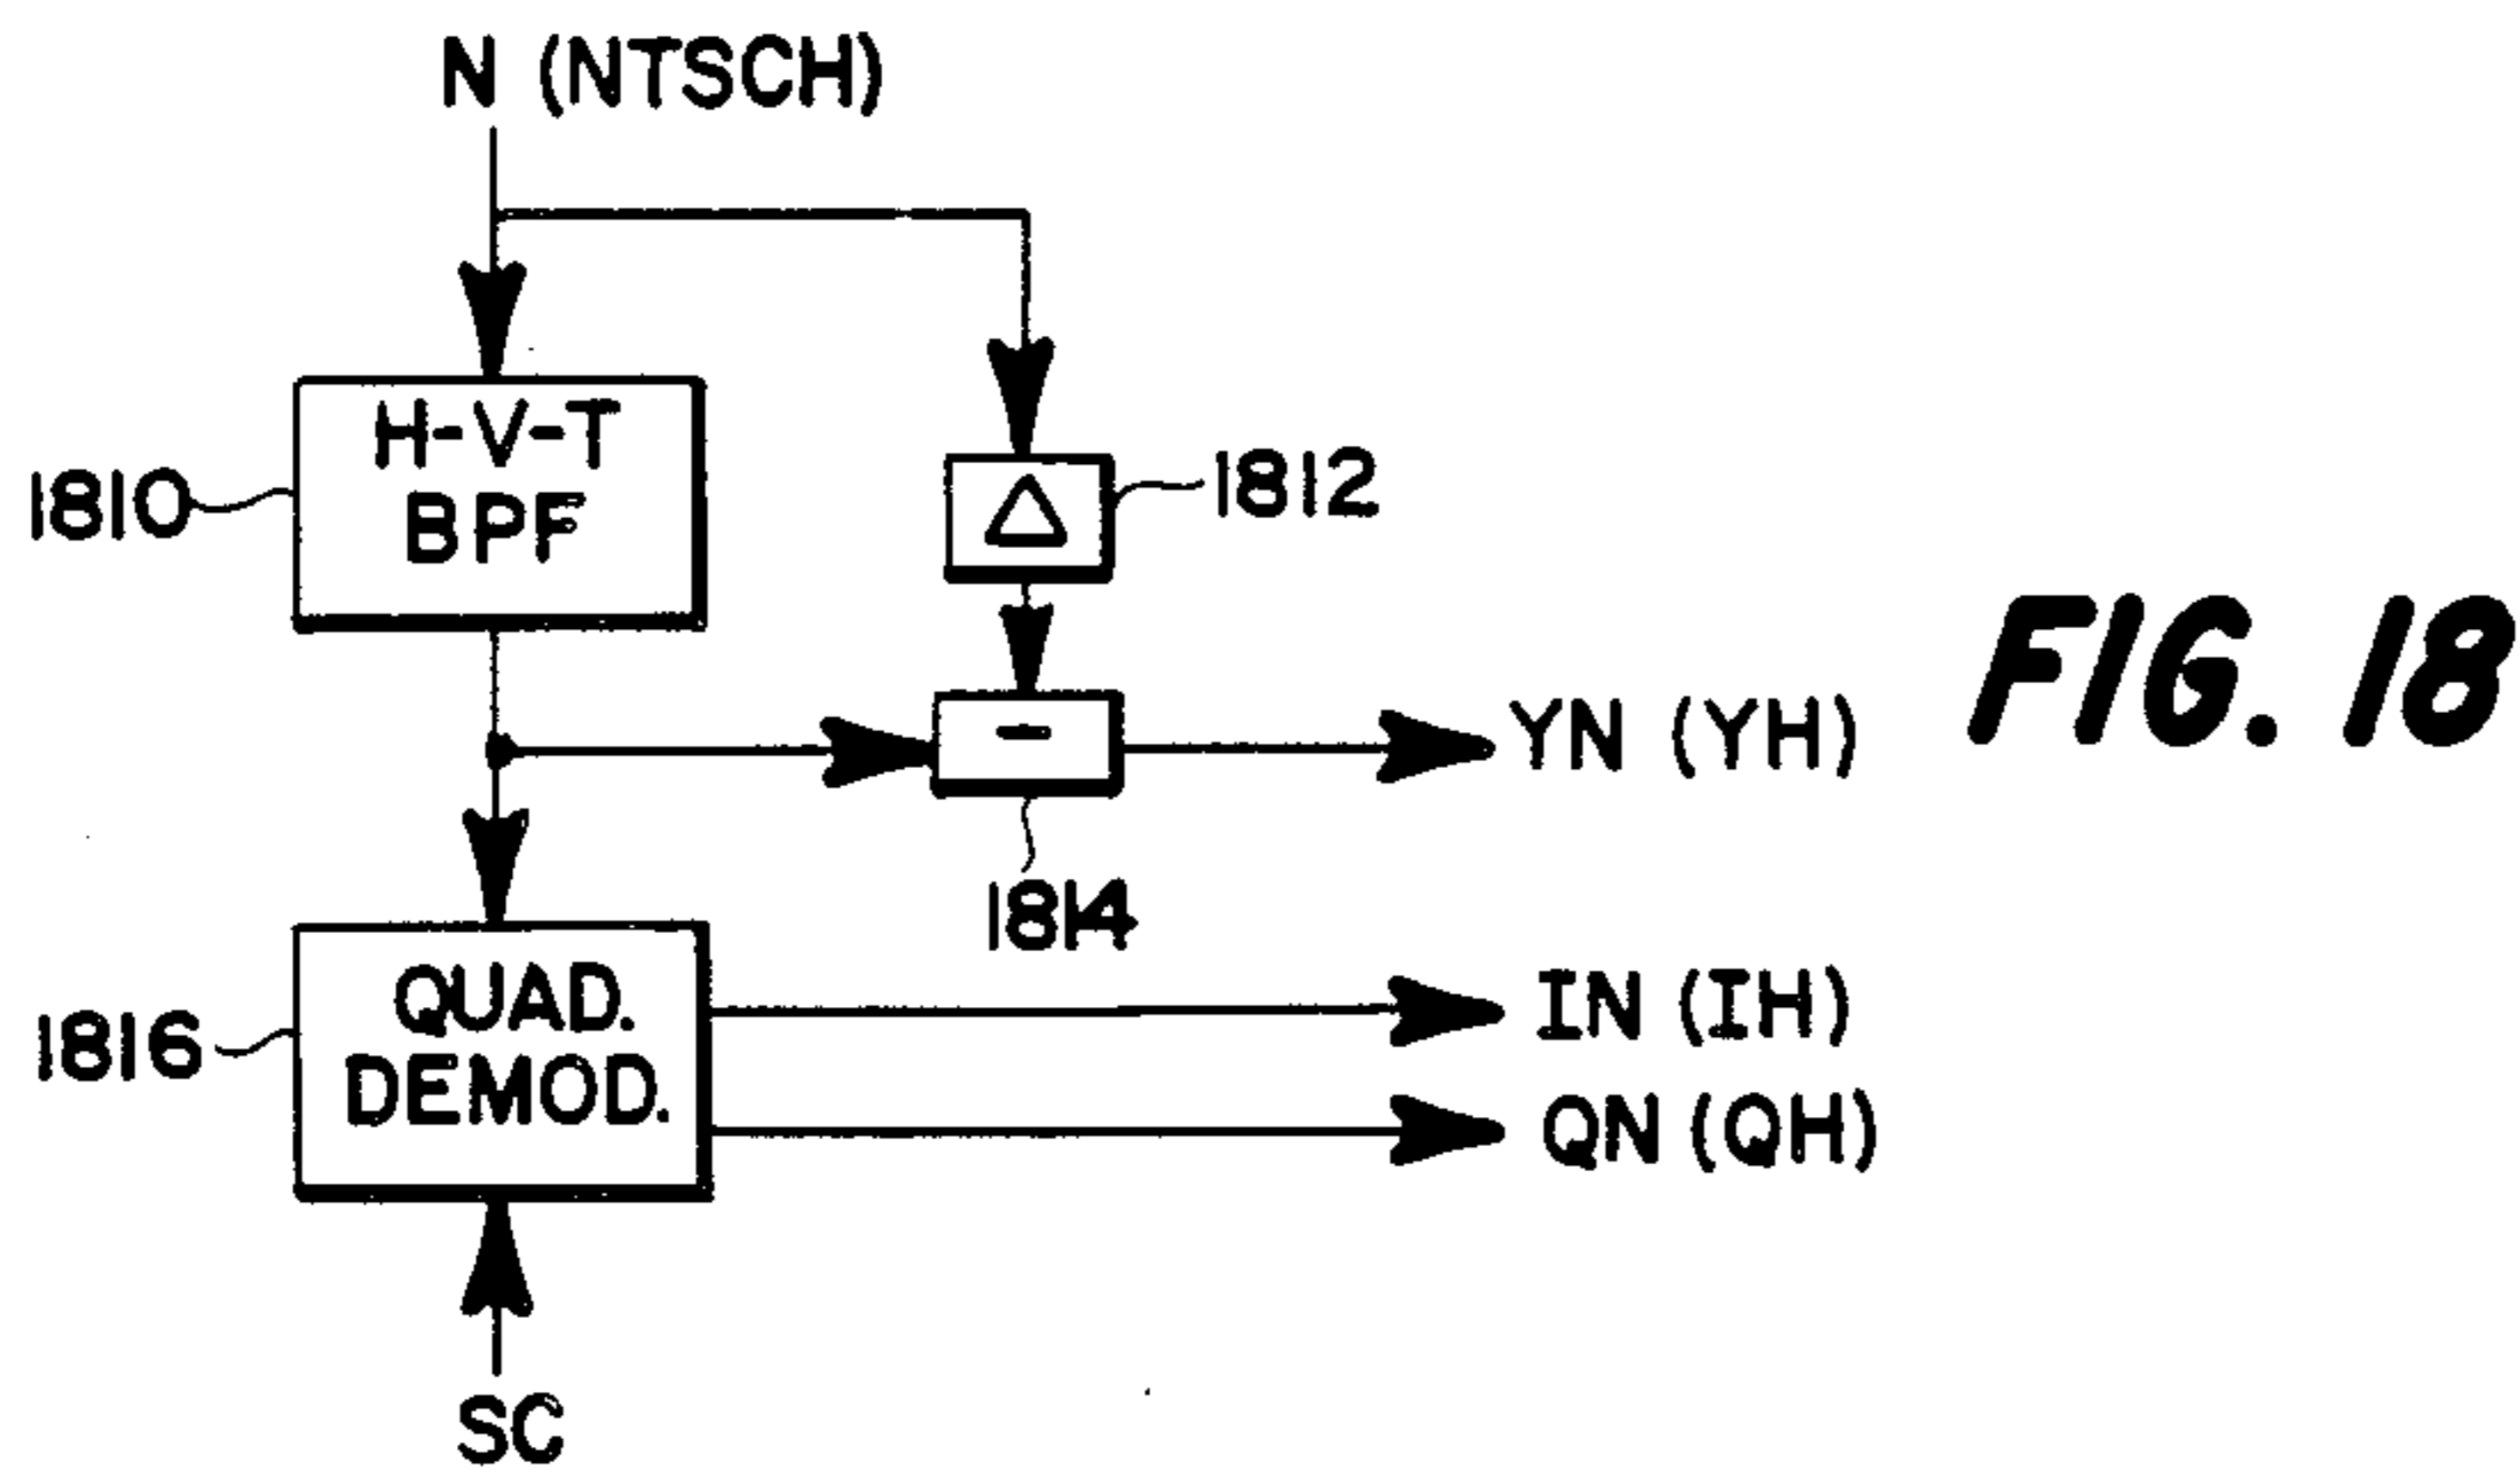 N (NTSCH)
H-V-T
BPF
1810
1812
-
YN (YH)
FIG. 18
1814
QUAD.
DEMOD.
1816
IN (IH)
QN (QH)
SC